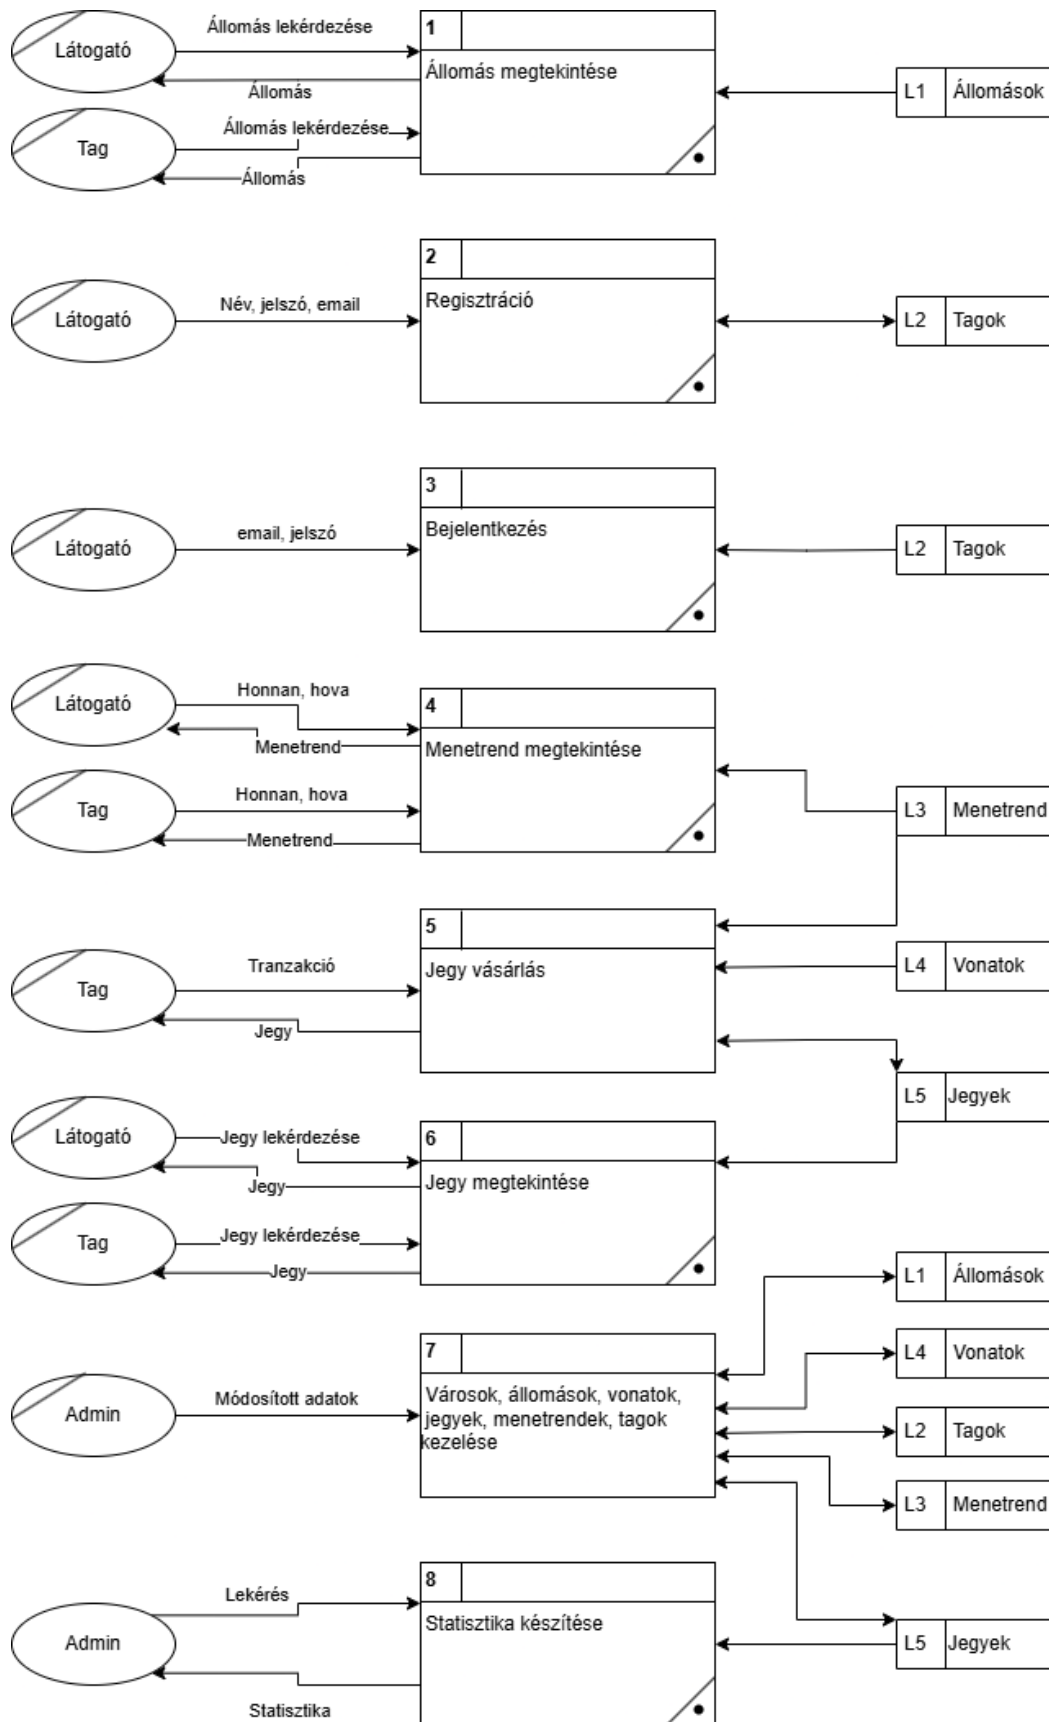 Látogató
Állomás lekérdezése
1
Állomás megtekintése
Állomás
L1 Állomások
Tag
Állomás lekérdezése
Állomás
2
Látogató
Név, jelszó, email
Regisztráció
L2 Tagok
3
Látogató
email, jelszó
Bejelentkezés
L2 Tagok
Látogató
Honnan, hova
4
Menetrend megtekintése
Menetrend
Tag
Honnan, hova
Menetrend
L3 Menetrend
5
Tag
Tranzakció
Jegy vásárlás
Jegy
L4 Vonatok
L5 Jegyek
Látogató
Jegy lekérdezése
6
Jegy megtekintése
Jegy
Tag
Jegy lekérdezése
Jegy
L1 Állomások
7
Admin
Módosított adatok
Városok, állomások, vonatok,
jegyek, menetrendek, tagok
kezelése
L4 Vonatok
L2 Tagok
L3 Menetrend
8
Admin
Lekérés
Statisztika készítése
Statisztika
L5 Jegyek